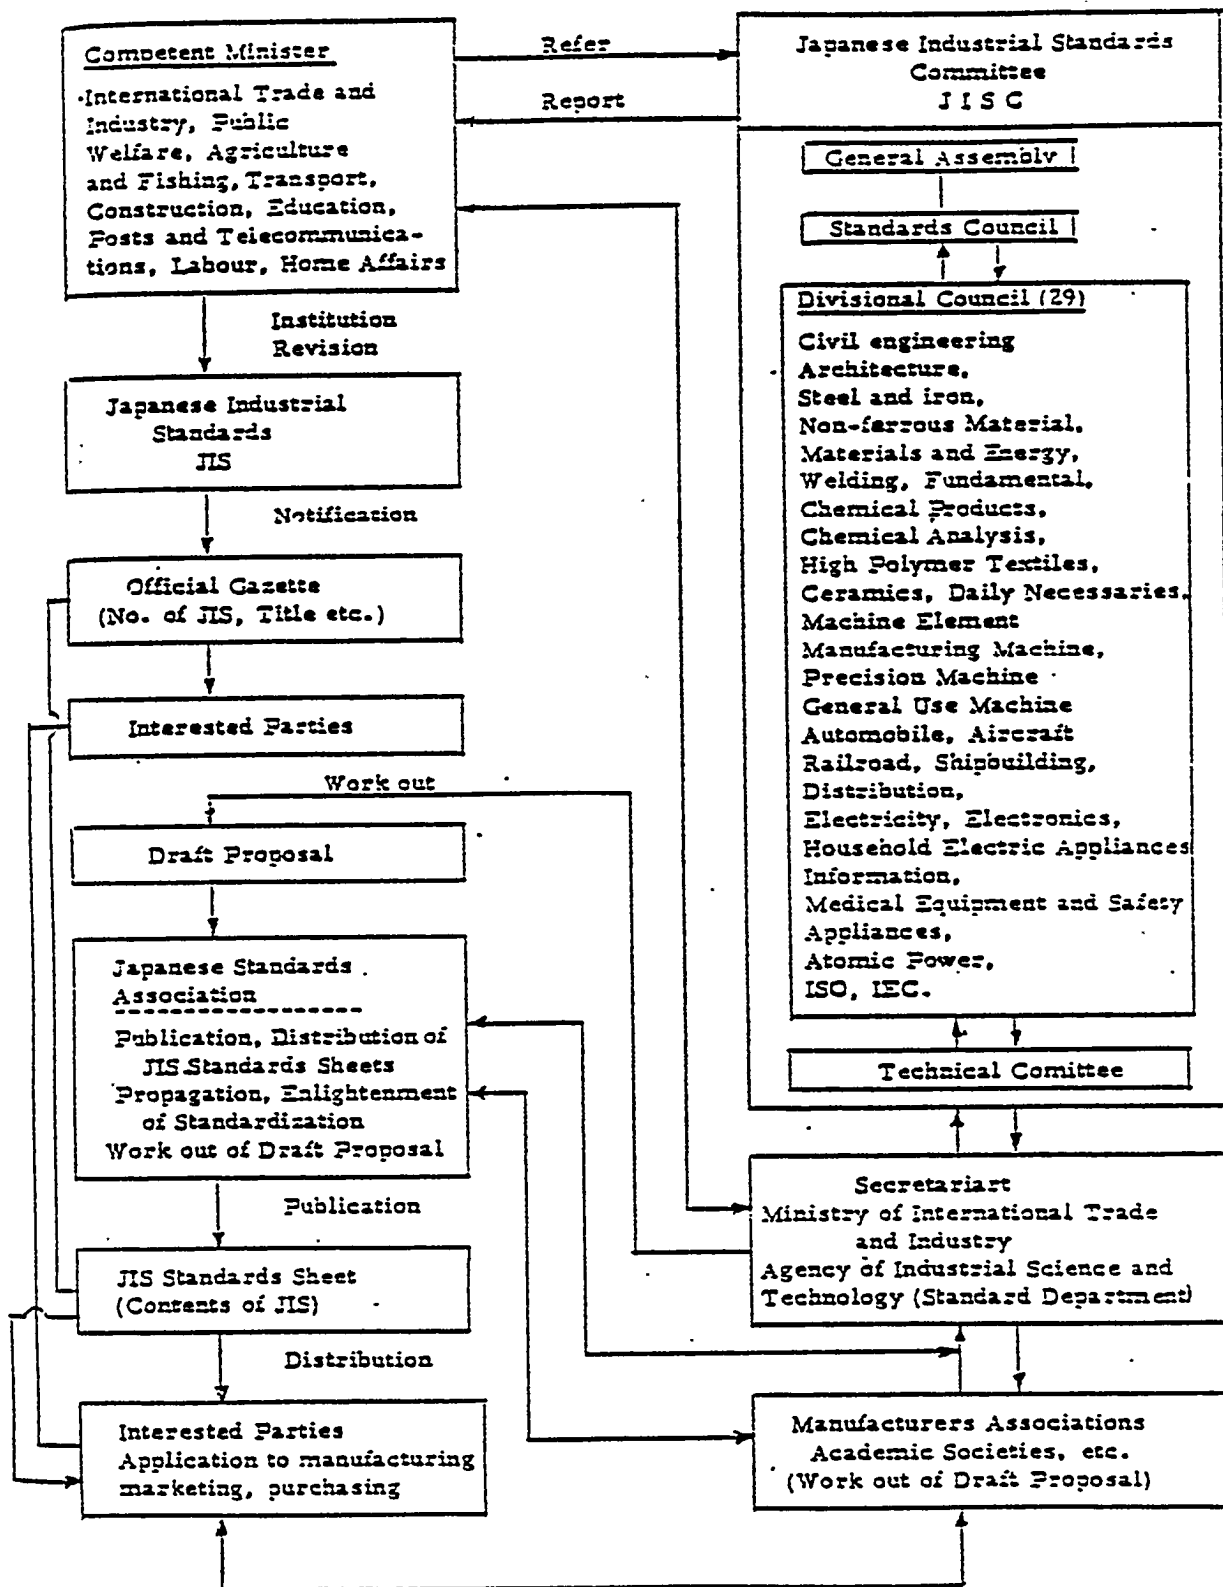 Competent Minister
International Trade and
Industry, Public
Welfare, Agriculture
and Fishing, Transport,
Construction, Education,
Posts and Telecommunica-
tions, Labour, Home Affairs
Refer
Report
Japanese Industrial Standards
Committee
J I S C
General Assembly
Standards Council
Divisional Council (29)
Civil engineering
Architecture,
Steel and iron,
Non-ferrous Material,
Materials and Energy,
Welding, Fundamental,
Chemical Products,
Chemical Analysis,
High Polymer Textiles,
Ceramics, Daily Necessaries,
Machine Element
Manufacturing Machine,
Precision Machine
General Use Machine
Automobile, Aircraft
Railroad, Shipbuilding,
Distribution,
Electricity, Electronics,
Household Electric Appliances
Information,
Medical Equipment and Safety
Appliances,
Atomic Power,
ISO, IEC.
Technical Comittee
Institution
Revision
Japanese Industrial
Standards
JIS
Notification
Official Gazette
(No. of JIS, Title etc.)
Interested Parties
Work out
Draft Proposal
Japanese Standards
Association
Publication, Distribution of
JIS Standards Sheets
Propagation, Enlightenment
of Standardization
Work out of Draft Proposal
Publication
JIS Standards Sheet
(Contents of JIS)
Distribution
Interested Parties
Application to manufacturing
marketing, purchasing
Secretariart
Ministry of International Trade
and Industry
Agency of Industrial Science and
Technology (Standard Department)
Manufacturers Associations
Academic Societies, etc.
(Work out of Draft Proposal)